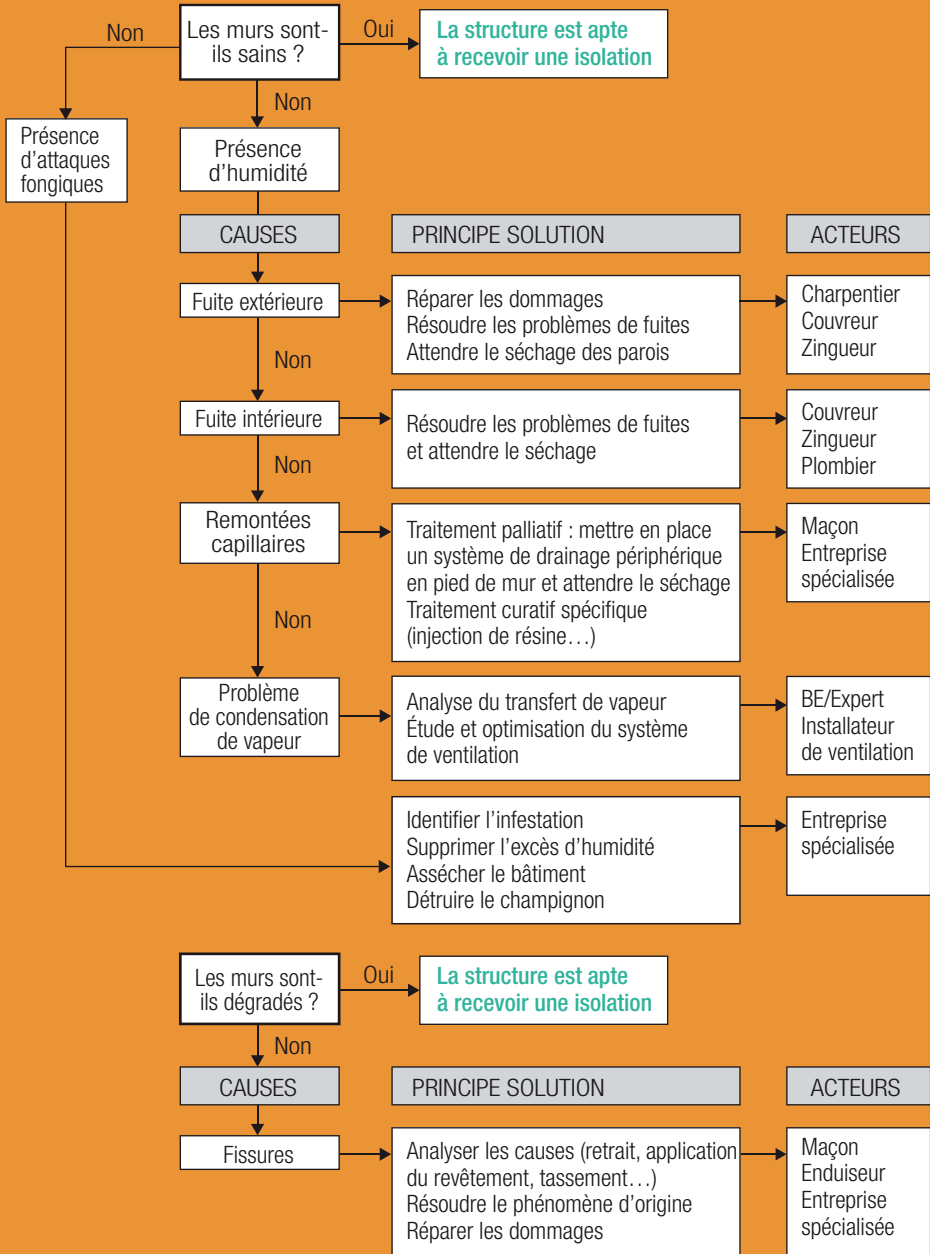 Les murs sont-
ils sains ?
Oui
La structure est apte
à recevoir une isolation
Non
Non
Présence
d'attaques
fongiques
Présence
d’humidité
CAUSES
PRINCIPE SOLUTION
ACTEURS
Fuite extérieure
Réparer les dommages
Résoudre les problèmes de fuites
Attendre le séchage des parois
Charpentier
Couvreur
Zingueur
Non
Fuite intérieure
Résoudre les problèmes de fuites
et attendre le séchage
Couvreur
Zingueur
Plombier
Non
Remontées
capillaires
Traitement palliatif : mettre en place
un système de drainage périphérique
en pied de mur et attendre le séchage
Traitement curatif spécifique
(injection de résine…)
Maçon
Entreprise
spécialisée
Non
Problème
de condensation
de vapeur
Analyse du transfert de vapeur
Étude et optimisation du système
de ventilation
BE/Expert
Installateur
de ventilation
Identifier l’infestation
Supprimer l’excès d’humidité
Assécher le bâtiment
Détruire le champignon
Entreprise
spécialisée
Les murs sont-
ils dégradés ?
Oui
La structure est apte
à recevoir une isolation
Non
CAUSES
PRINCIPE SOLUTION
ACTEURS
Fissures
Analyser les causes (retrait, application
du revêtement, tassement…)
Résoudre le phénomène d’origine
Réparer les dommages
Maçon
Enduiseur
Entreprise
spécialisée